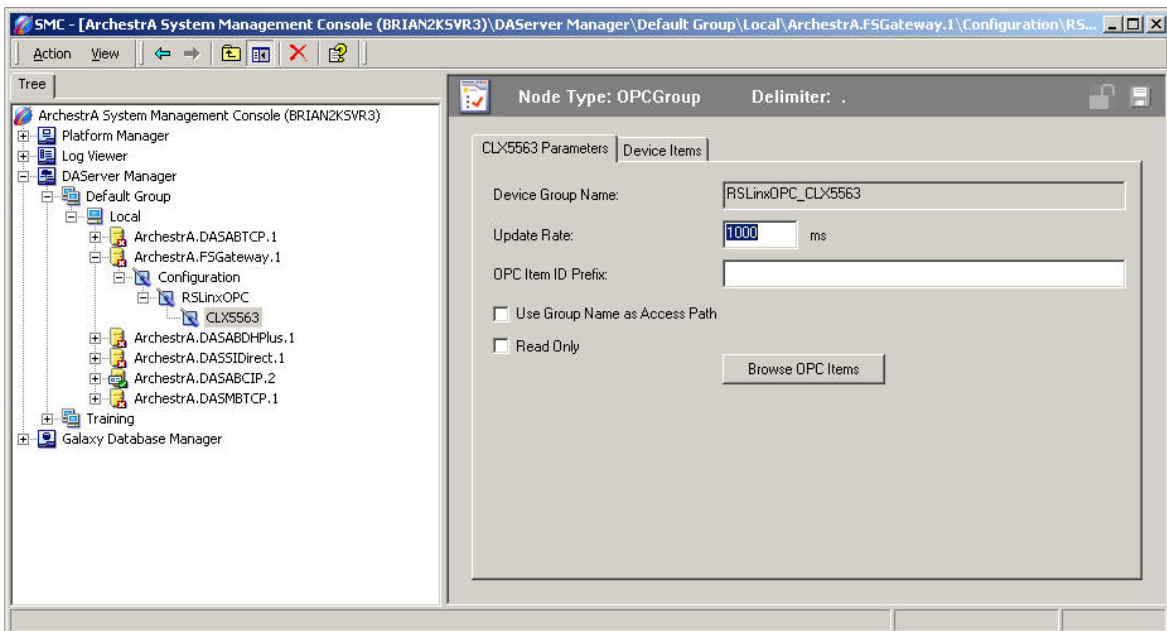 SMC - [ArchestrA System Management Console (BRIAN2KSVR3)\DAServer Manager\Default Group\Local\ArchestrA.FSGateway.1\Configuration\RS...
Action View
Tree
ArchestrA System Management Console (BRIAN2KSVR3)
Platform Manager
Log Viewer
DAServer Manager
Default Group
Local
ArchestrA.DASABTCP.1
ArchestrA.FSGateway.1
Configuration
RSLinxOPC
CLX5563
ArchestrA.DASABDHPlus.1
ArchestrA.DASSIDirect.1
ArchestrA.DASABCIP.2
ArchestrA.DASMBTCP.1
Training
Galaxy Database Manager
Node Type: OPCGroup Delimiter: .
CLX5563 Parameters Device Items
Device Group Name: RSLinxOPC_CLX5563
Update Rate: 1000 ms
OPC Item ID Prefix:
Use Group Name as Access Path
Read Only
Browse OPC Items